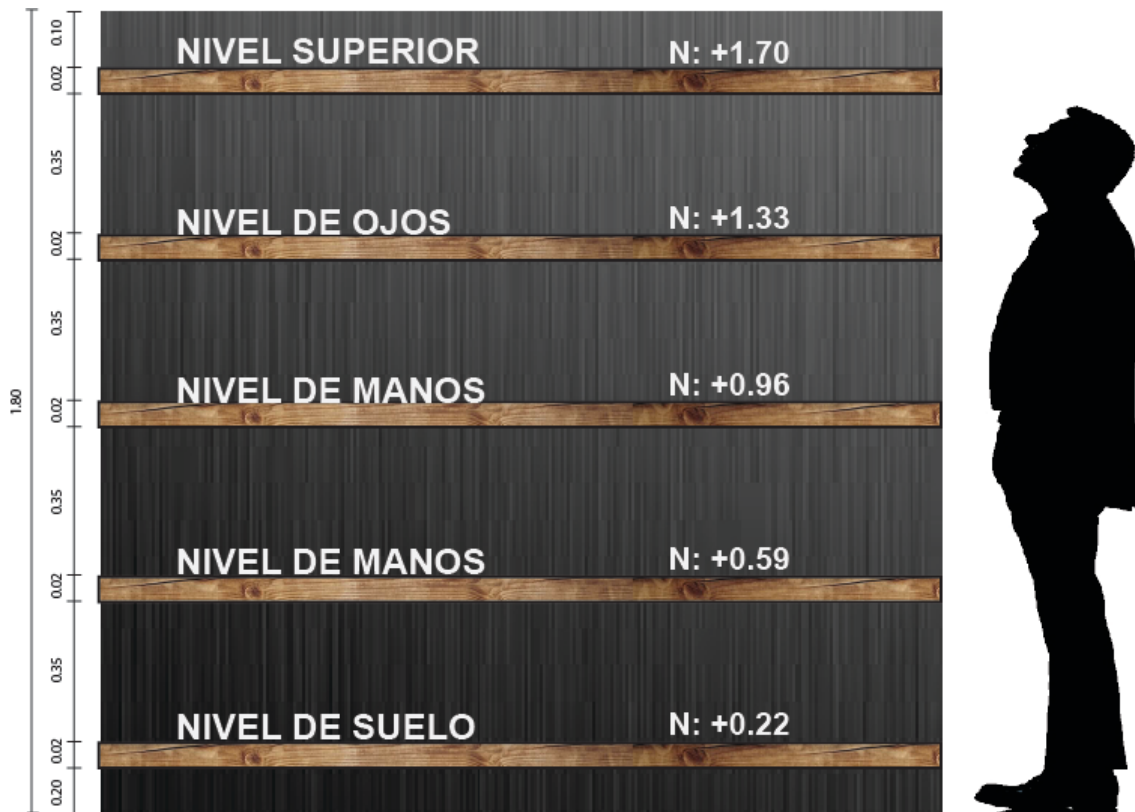 0.10
NIVEL SUPERIOR N: +1.70
0.02
0.35
NIVEL DE OJOS N: +1.33
0.02
0.35
1.80
NIVEL DE MANOS N: +0.96
0.02
0.35
NIVEL DE MANOS N: +0.59
0.02
0.35
NIVEL DE SUELO N: +0.22
0.02
0.20